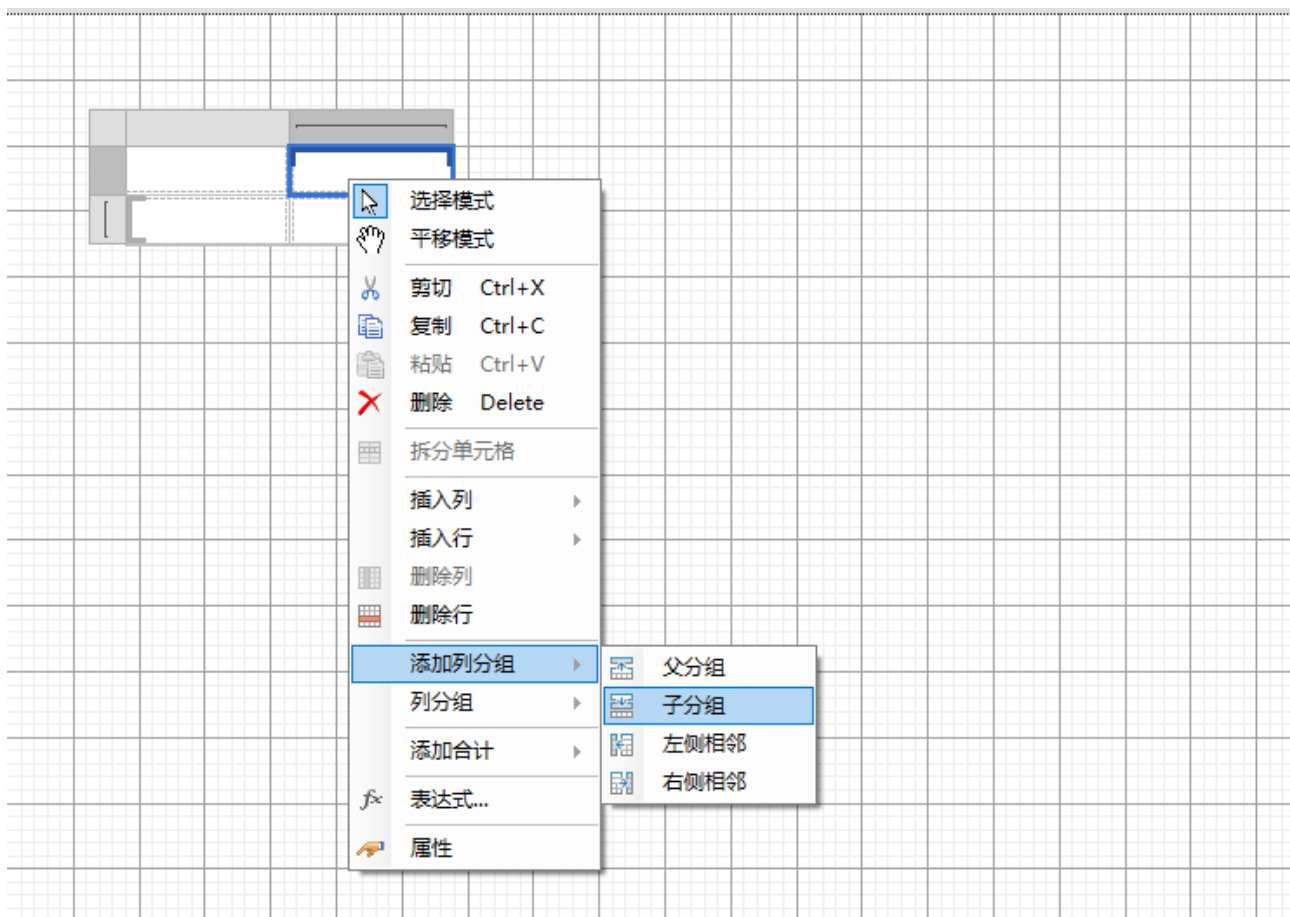 选择模式
平移模式
剪切 Ctrl+X
复制 Ctrl+C
粘贴 Ctrl+V
删除 Delete
拆分单元格
插入列
插入行
删除列
删除行
添加列分组
列分组
添加合计
fx 表达式...
属性
父分组
子分组
左侧相邻
右侧相邻